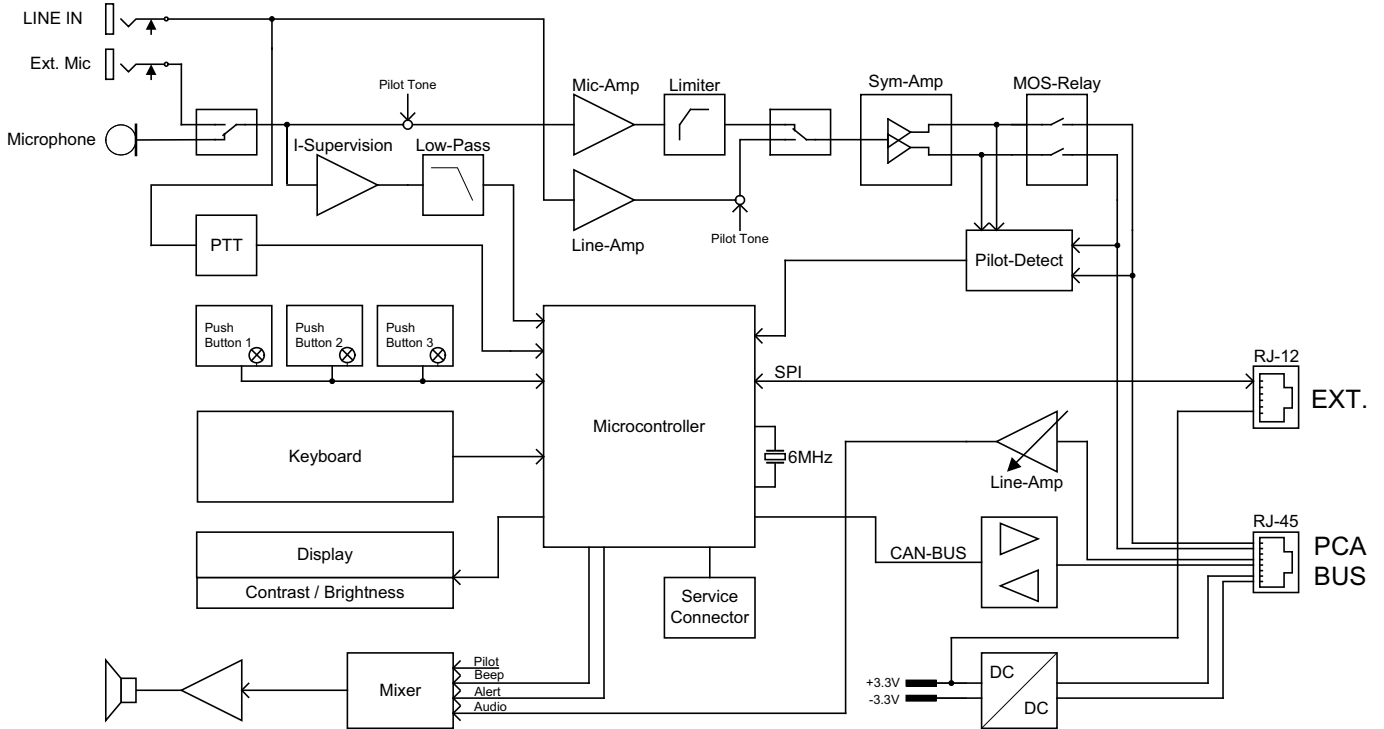 LINE IN
Ext. Mic
Microphone
Pilot Tone
I-Supervision
Low-Pass
Mic-Amp
Limiter
Line-Amp
Pilot Tone
Sym-Amp
MOS-Relay
PTT
Pilot-Detect
Push
Button 1
Push
Button 2
Push
Button 3
SPI
RJ-12
EXT.
Microcontroller
Keyboard
6MHz
Line-Amp
Display
Contrast / Brightness
CAN-BUS
RJ-45
PCA
BUS
Service
Connector
Mixer
Pilot
Beep
Alert
Audio
+3.3V
-3.3V
DC
DC